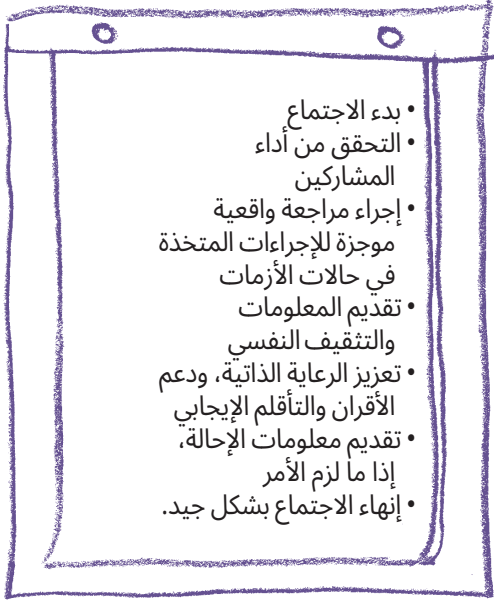 • بدء الاجتماع
• التحقق من أداء
المشاركين
• إجراء مراجعة واقعية
موجزة للإجراءات المتخذة
في حالات الأزمات
• تقديم المعلومات
والتثقيف النفسي
• تعزيز الرعاية الذاتية، ودعم
الأقران والتأقلم الإيجابي
• تقديم معلومات الإحالة،
إذا ما لزم الأمر
• إنهاء الاجتماع بشكل جيد.